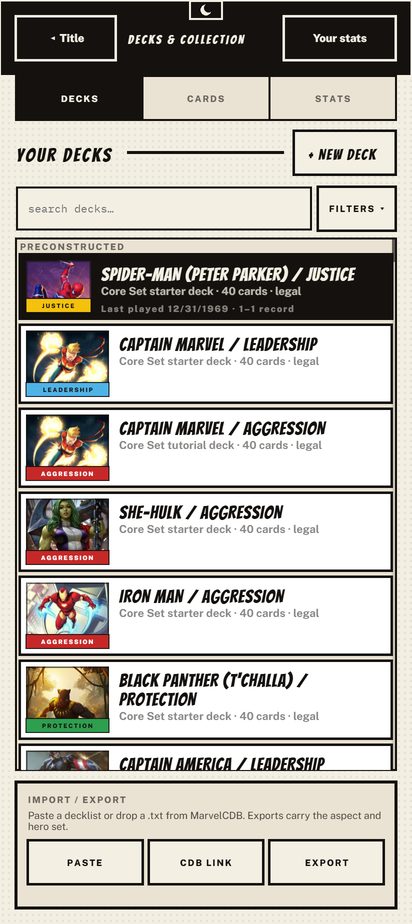 ◂ Title
DECKS & COLLECTION
Your stats
DECKS
CARDS
STATS
YOUR DECKS
+ NEW DECK
search decks…
FILTERS ▾
PRECONSTRUCTED
SPIDER-MAN (PETER PARKER) / JUSTICE
Core Set starter deck · 40 cards · legal
Last played 12/31/1969 · 1–1 record
JUSTICE
CAPTAIN MARVEL / LEADERSHIP
Core Set starter deck · 40 cards · legal
LEADERSHIP
CAPTAIN MARVEL / AGGRESSION
Core Set tutorial deck · 40 cards · legal
AGGRESSION
SHE-HULK / AGGRESSION
Core Set starter deck · 40 cards · legal
AGGRESSION
IRON MAN / AGGRESSION
Core Set starter deck · 40 cards · legal
AGGRESSION
BLACK PANTHER (T'CHALLA) /
PROTECTION
Core Set starter deck · 40 cards · legal
PROTECTION
CAPTAIN AMERICA / LEADERSHIP
IMPORT / EXPORT
Paste a decklist or drop a .txt from MarvelCDB. Exports carry the aspect and
hero set.
PASTE
CDB LINK
EXPORT